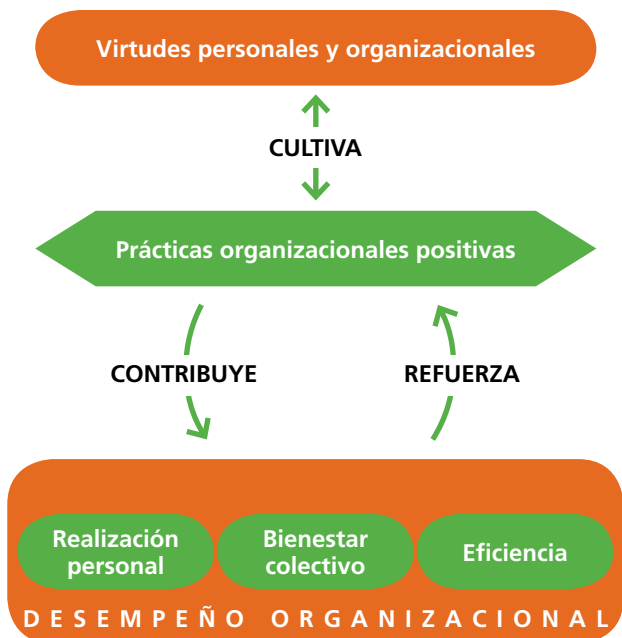 Virtudes personales y organizacionales
CULTIVA
Prácticas organizacionales positivas
CONTRIBUYE
REFUERZA
Realización
personal
Bienestar
colectivo
Eficiencia
DESEMPEÑO ORGANIZACIONAL